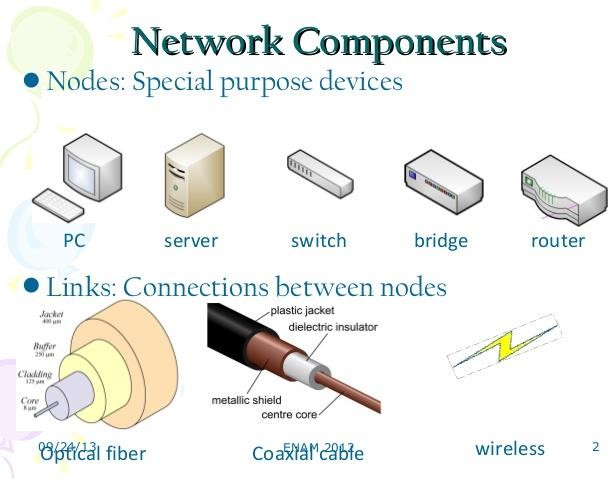 Network Components
Nodes: Special purpose devices
PC server switch bridge router
Links: Connections between nodes
Jacket
400 µm
Buffer
250 µm
Cladding
125 µm
Core
8 µm
plastic jacket
dielectric insulator
metallic shield
centre core
09/24/13 ENAM 2012 2
Optical fiber Coaxial cable wireless